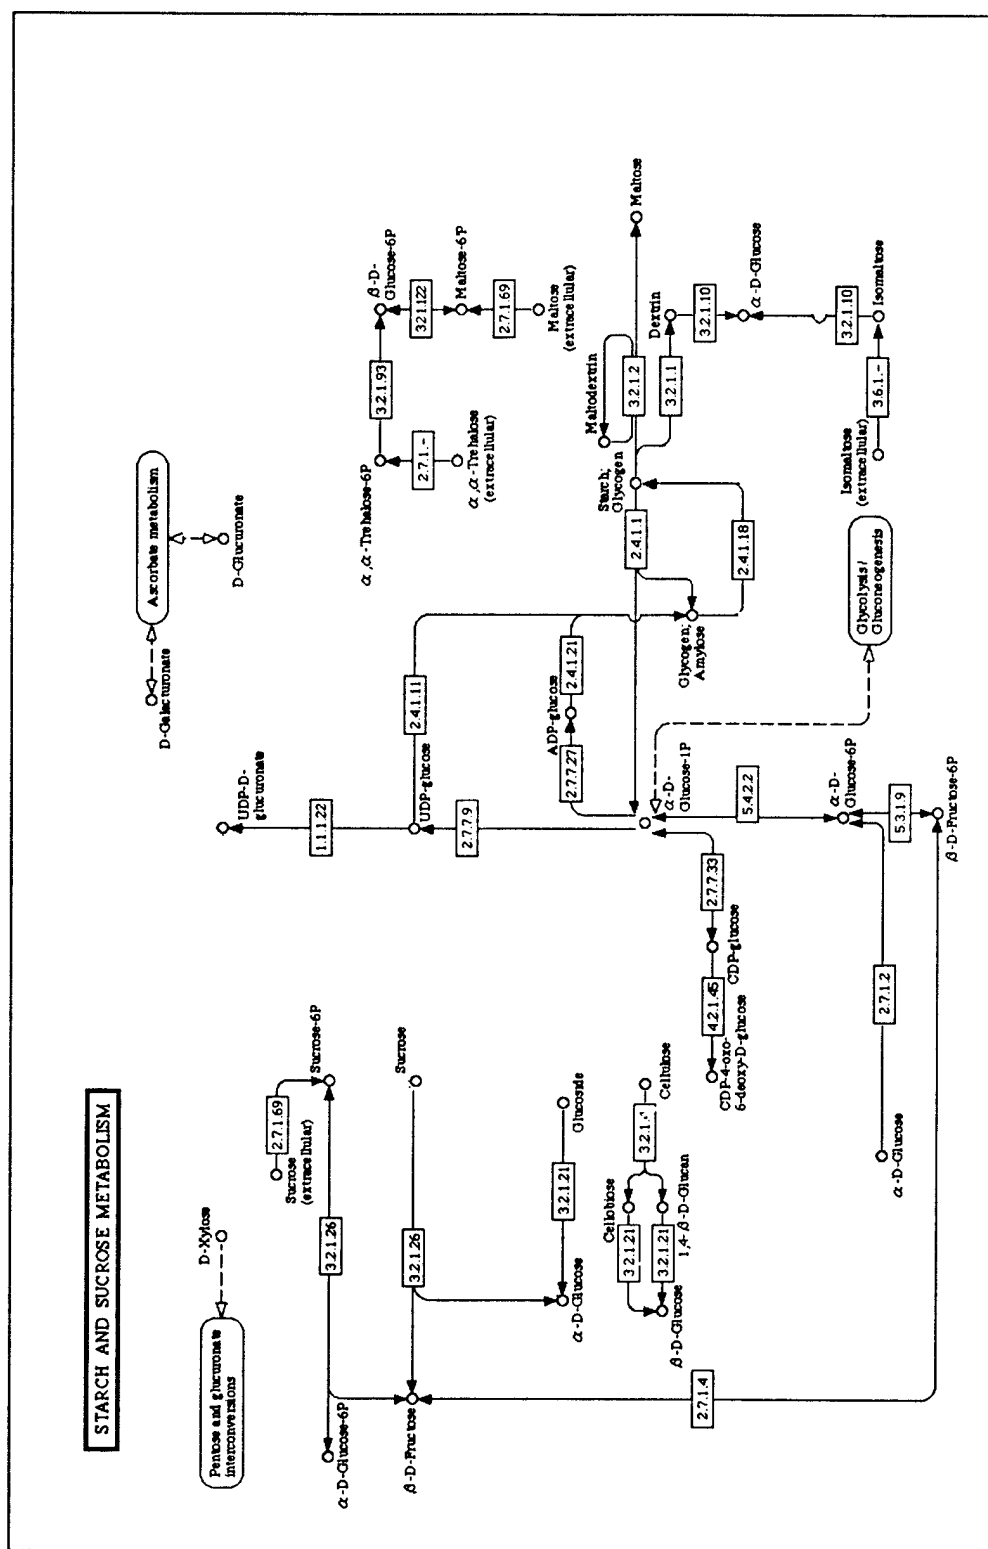 STARCH AND SUCROSE METABOLISM
Pentose and glucuronate
interconversions
D-Xylose
Sucrose
(extracellular)
2.7.1.69
Sucrose-6P
3.2.1.26
α-D-Glucose-6P
Sucrose
3.2.1.26
β-D-Fructose
Glucoside
3.2.1.21
α-D-Glucose
Cellulose
Cellobiose
3.2.1.21
3.2.1.21
1,4-β-D-Glucan
β-D-Glucose
2.7.1.4
α-D-Glucose
2.7.1.2
CDP-4-oxo-
6-deoxy-D-glucose
4.2.1.45
CDP-glucose
2.7.7.33
UDP-D-
glucuronate
1.1.1.22
UDP-glucose
2.7.7.9
2.4.1.11
D-Galacturonate
Ascorbate metabolism
D-Glucuronate
ADP-glucose
2.7.7.27
2.4.1.21
α-D-
Glucose-1P
5.4.2.2
α-D-
Glucose-6P
5.3.1.9
β-D-Fructose-6P
Glycogen;
Amylose
2.4.1.1
2.4.1.18
Starch;
Glycogen
Glycolysis /
Gluconeogenesis
α,α-Trehalose-6P
2.7.1.-
α,α-Trehalose
(extracellular)
3.2.1.93
β-D-
Glucose-6P
3.2.1.122
Maltose-6'P
2.7.1.69
Maltose
(extracellular)
Maltodextrin
3.2.1.2
Maltose
3.2.1.1
Dextrin
3.2.1.10
α-D-Glucose
3.2.1.10
Isomaltose
3.6.1.-
Isomaltose
(extracellular)